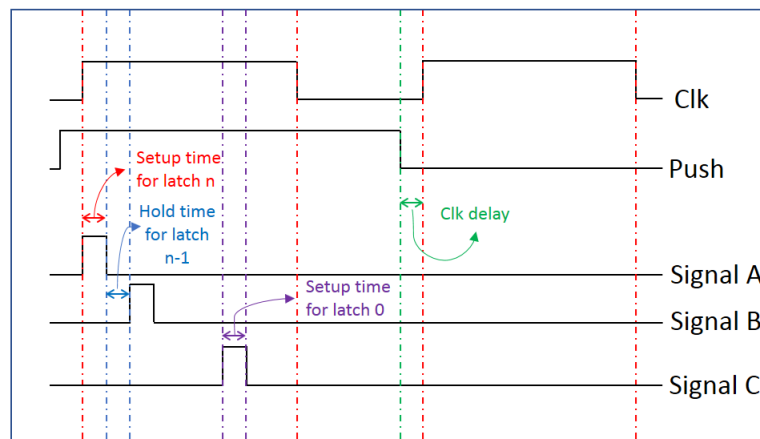 Clk
Push
Setup time
for latch n
Hold time
for latch
n-1
Clk delay
Signal A
Setup time
for latch 0
Signal B
Signal C